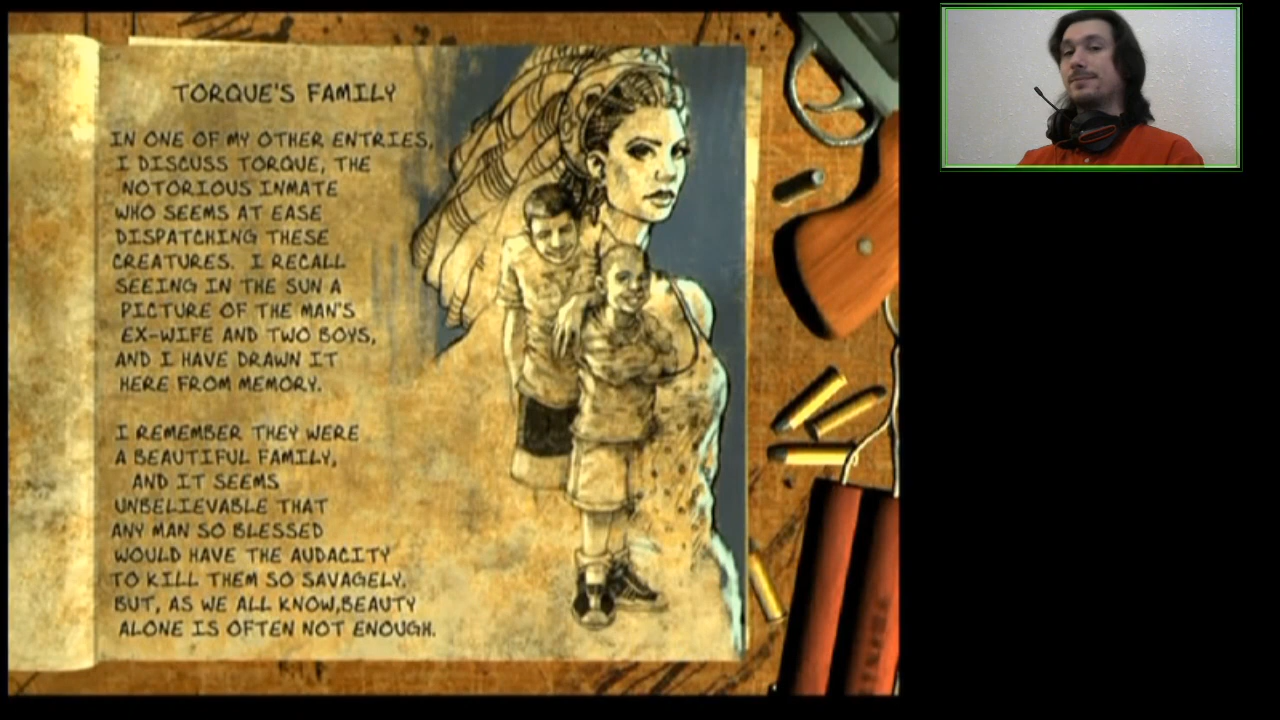 TORQUE'S FAMILY
IN ONE OF MY OTHER ENTRIES,
I DISCUSS TORQUE, THE
NOTORIOUS INMATE
WHO SEEMS AT EASE
DISPATCHING THESE
CREATURES. I RECALL
SEEING IN THE SUN A
PICTURE OF THE MAN'S
EX-WIFE AND TWO BOYS,
AND I HAVE DRAWN IT
HERE FROM MEMORY.
I REMEMBER THEY WERE
A BEAUTIFUL FAMILY,
AND IT SEEMS
UNBELIEVABLE THAT
ANY MAN SO BLESSED
WOULD HAVE THE AUDACITY
TO KILL THEM SO SAVAGELY.
BUT, AS WE ALL KNOW,BEAUTY
ALONE IS OFTEN NOT ENOUGH.